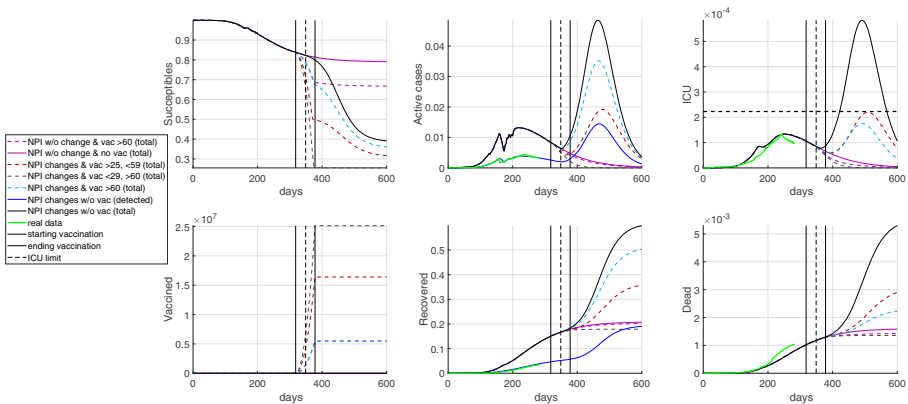 NPI w/o change & vac >60 (total)
NPI w/o change & no vac (total)
NPI changes & vac >25, <59 (total)
NPI changes & vac <29, >60 (total)
NPI changes & vac >60 (total)
NPI changes w/o vac (detected)
NPI changes w/o vac (total)
real data
starting vaccination
ending vaccination
ICU limit
Susceptibles
0.9
0.8
0.7
0.6
0.5
0.4
0.3
0 200 400 600
days
Active cases
0.04
0.03
0.02
0.01
0
0 200 400 600
days
×10⁻⁴
ICU
5
4
3
2
1
0
0 200 400 600
days
×10⁷
Vaccined
2.5
2
1.5
1
0.5
0
0 200 400 600
days
Recovered
0.6
0.5
0.4
0.3
0.2
0.1
0
0 200 400 600
days
×10⁻³
Dead
5
4
3
2
1
0
0 200 400 600
days